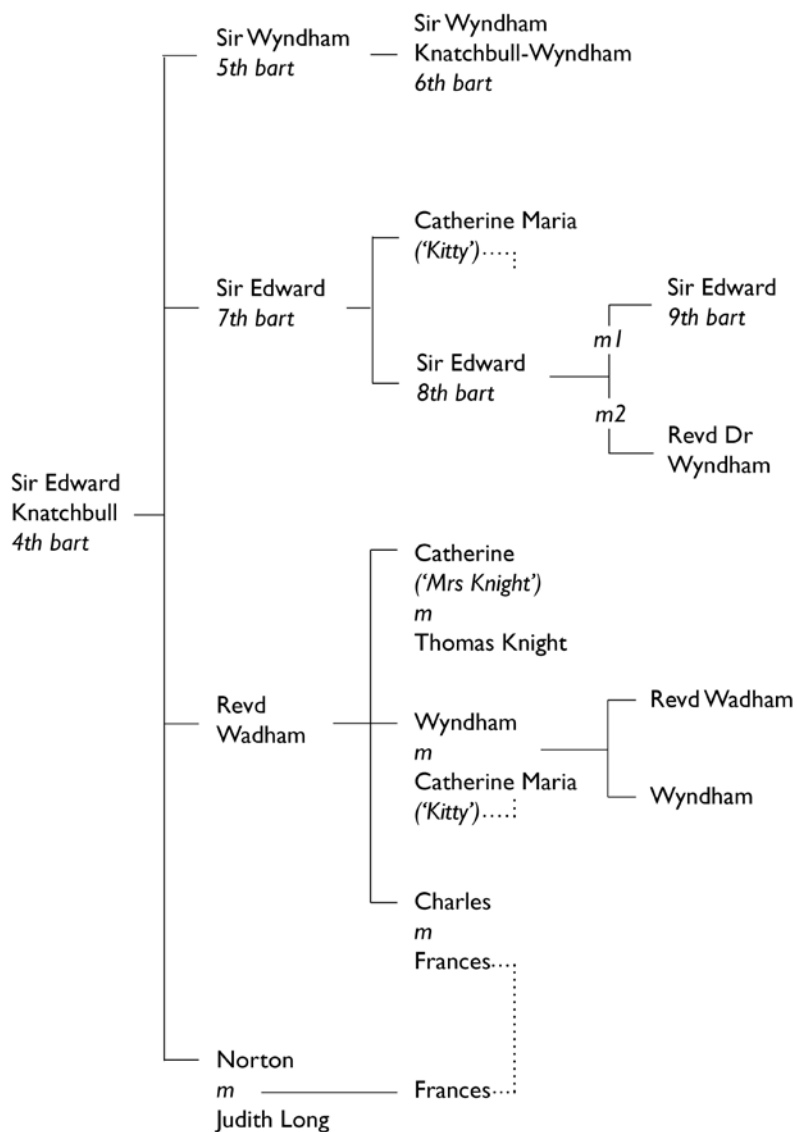 Sir Wyndham
5th bart
Sir Wyndham
Knatchbull-Wyndham
6th bart
Catherine Maria
(‘Kitty’)
Sir Edward
7th bart
Sir Edward
9th bart
m1
Sir Edward
8th bart
m2
Revd Dr
Wyndham
Sir Edward
Knatchbull
4th bart
Catherine
(‘Mrs Knight’)
m
Thomas Knight
Revd
Wadham
Wyndham
m
Catherine Maria
(‘Kitty’)
Revd Wadham
Wyndham
Charles
m
Frances
Norton
m
Judith Long
Frances